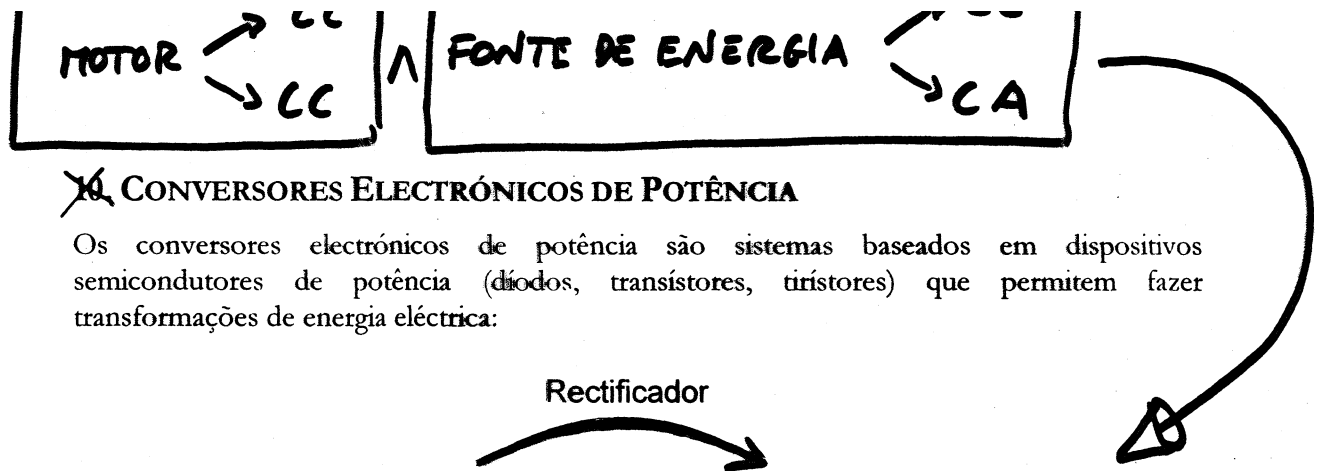 MOTOR
CC
FONTE DE ENERGIA
CA
CONVERSORES ELECTRÓNICOS DE POTÊNCIA
Os conversores electrónicos de potência são sistemas baseados em dispositivos
semicondutores de potência (díodos, transístores, tirístores) que permitem fazer
transformações de energia eléctrica:
Rectificador